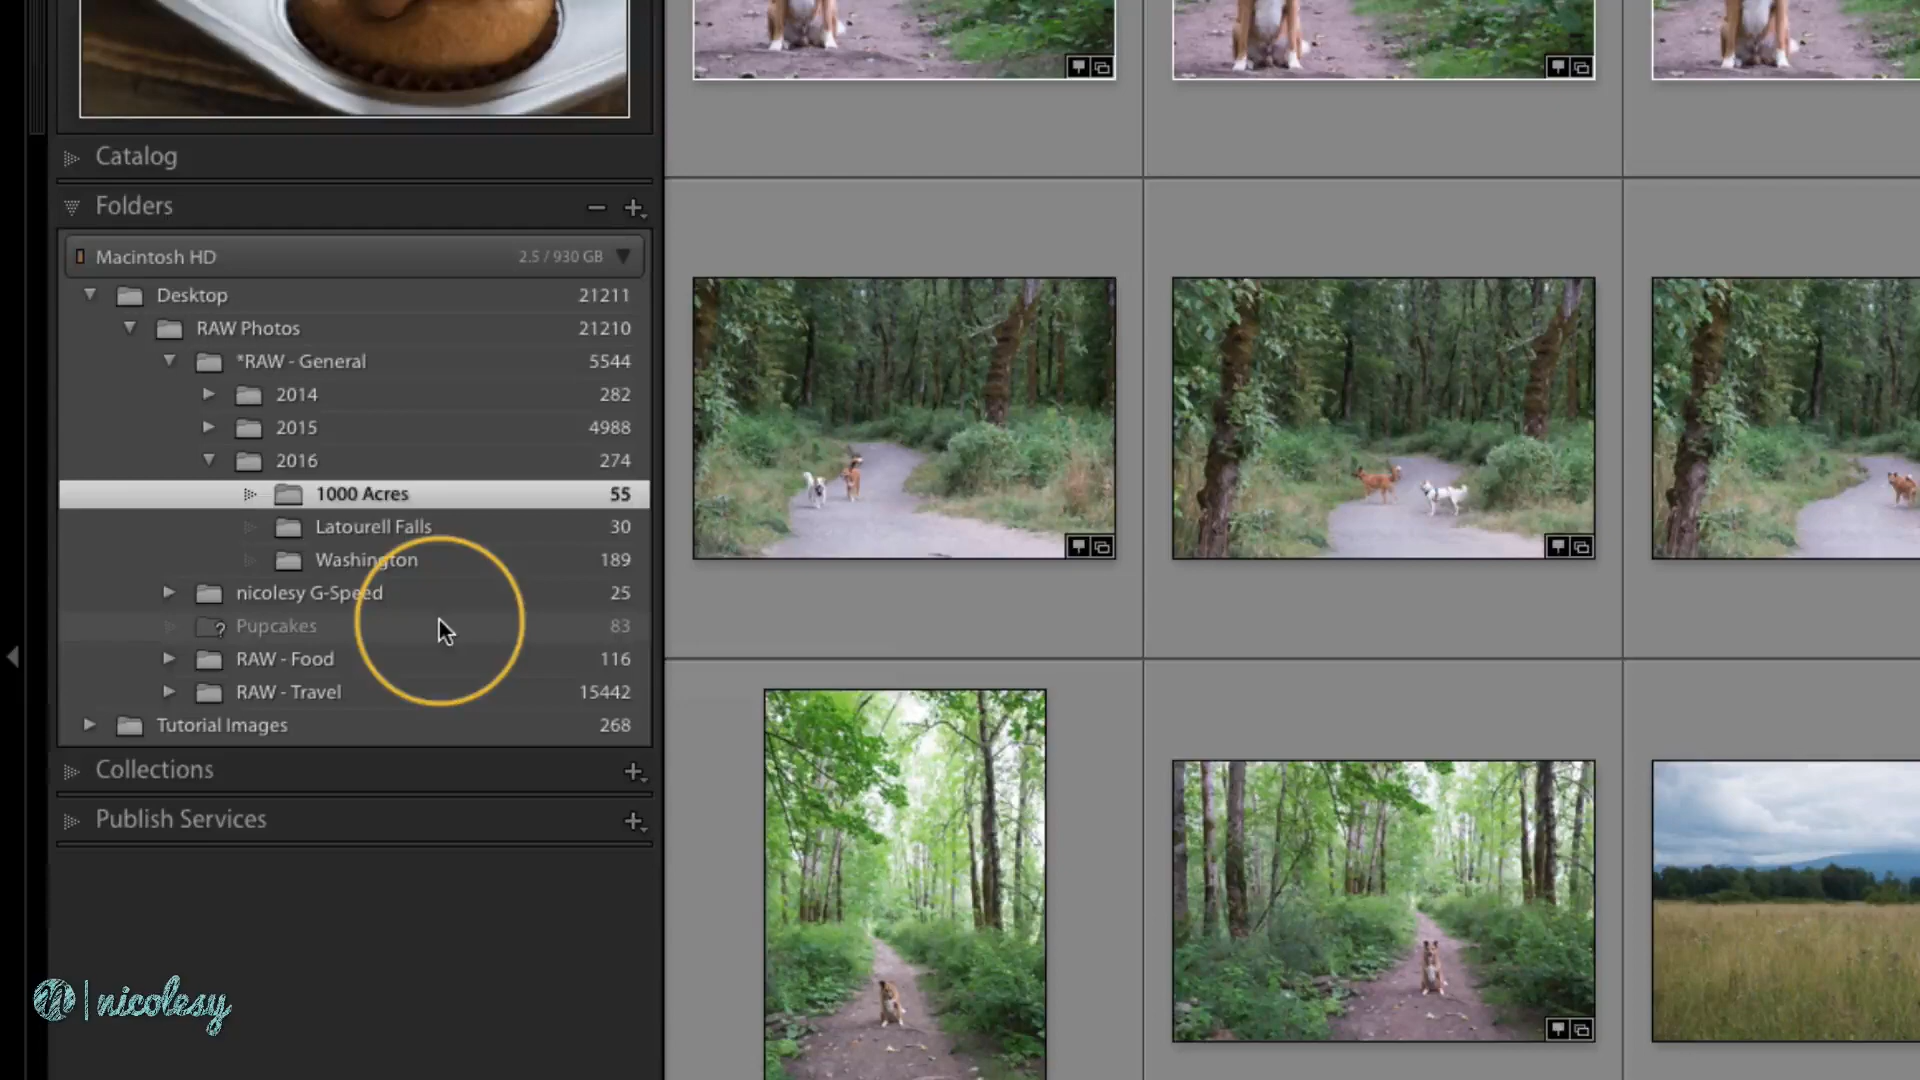 Catalog
Folders
Macintosh HD 2.5 / 930 GB
Desktop 21211
RAW Photos 21210
*RAW - General 5544
2014 282
2015 4988
2016 274
1000 Acres 55
Latourell Falls 30
Washington 189
nicolesy G-Speed 25
? Pupcakes 83
RAW - Food 116
RAW - Travel 15442
Tutorial Images 268
Collections
Publish Services
n | nicolesy